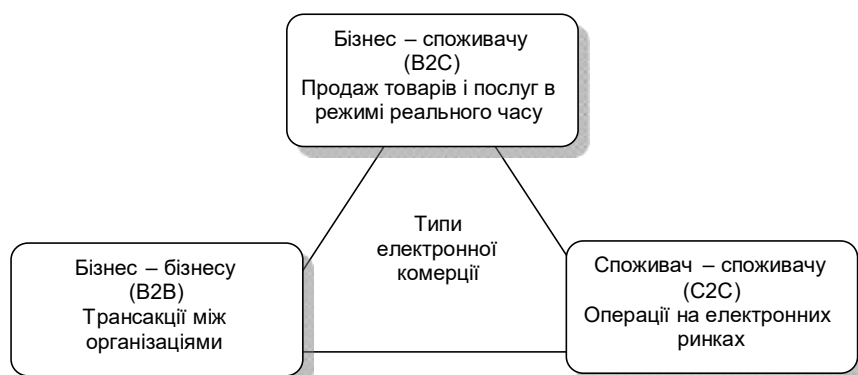 Бізнес – споживачу
(B2C)
Продаж товарів і послуг в
режимі реального часу
Типи
електронної
комерції
Бізнес – бізнесу
(B2B)
Трансакції між
організаціями
Споживач – споживачу
(C2C)
Операції на електронних
ринках